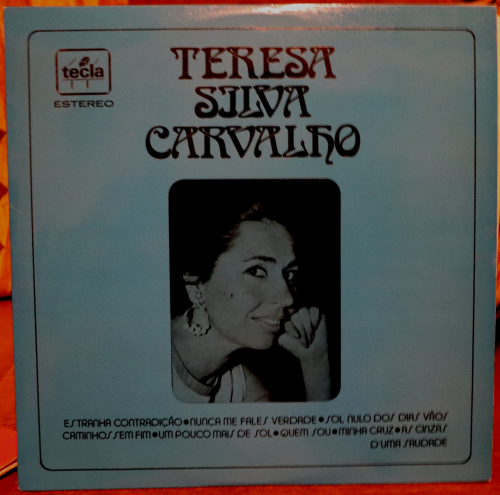 tecla
ESTEREO
TERESA
SILVA
CARVALHO
ESTRANHA CONTRADIÇÃO•NUNCA ME FALES VERDADE•SOL NULO DOS DIAS VÃOS
CAMINHOS SEM FIM•UM POUCO MAIS DE SOL•QUEM SOU•MINHA CRUZ•AS CINZAS
D'UMA SAUDADE